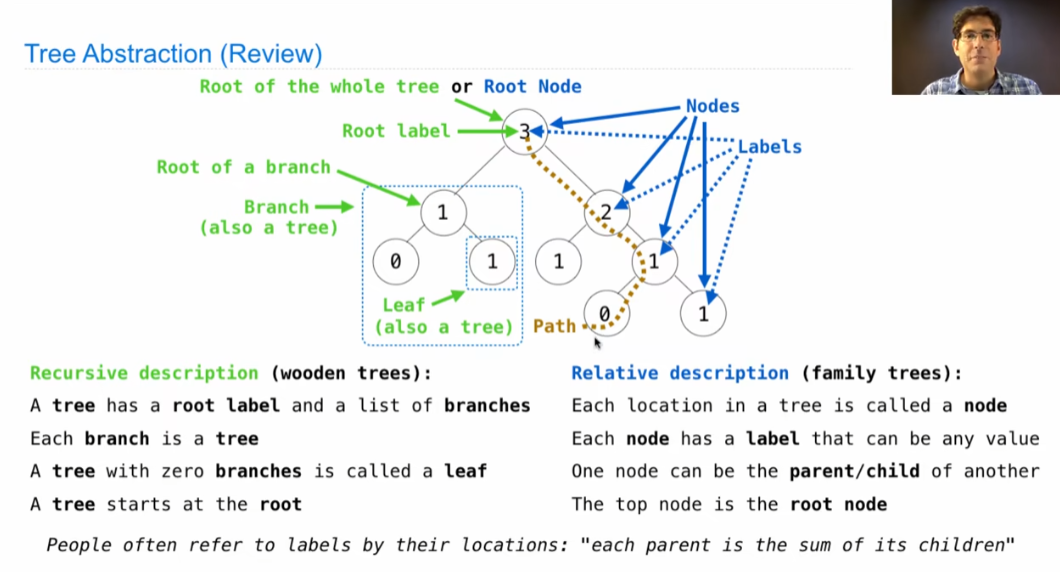 Tree Abstraction (Review)
Root of the whole tree or Root Node
Nodes
Root label
3
Labels
Root of a branch
Branch
(also a tree)
1
2
0
1
1
1
Leaf
(also a tree)
Path
0
1
Recursive description (wooden trees):
A tree has a root label and a list of branches
Each branch is a tree
A tree with zero branches is called a leaf
A tree starts at the root
Relative description (family trees):
Each location in a tree is called a node
Each node has a label that can be any value
One node can be the parent/child of another
The top node is the root node
People often refer to labels by their locations: "each parent is the sum of its children"